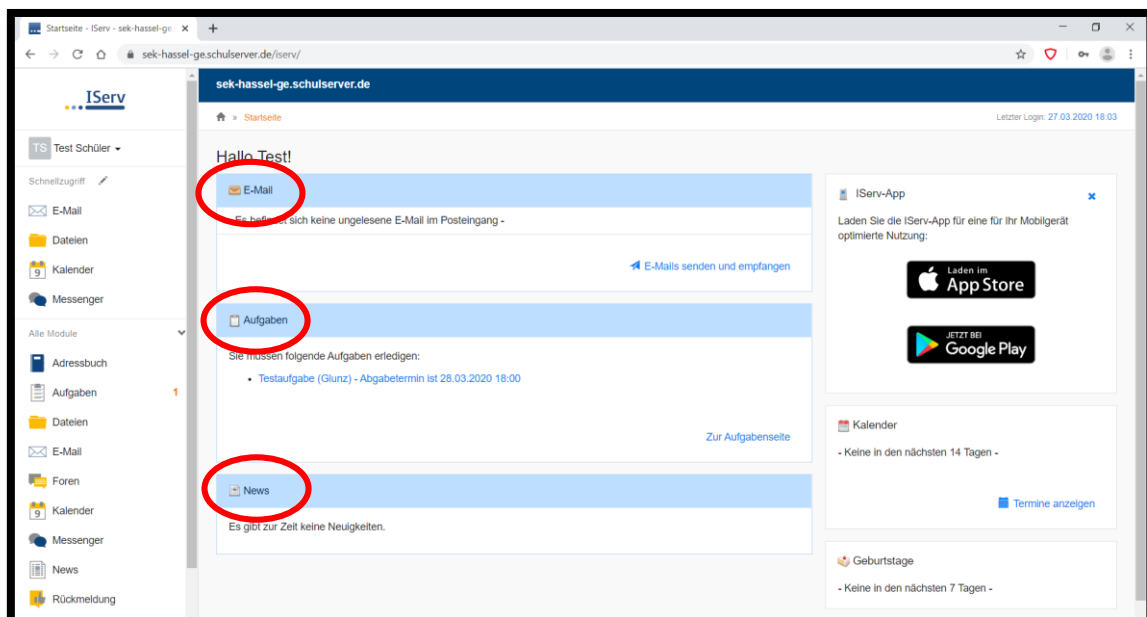 Startseite - IServ - sek-hassel-ge
sek-hassel-ge.schulserver.de/iserv/
IServ
TS Test Schüler
Schnellzugriff
E-Mail
Dateien
Kalender
Messenger
Alle Module
Adressbuch
Aufgaben 1
Dateien
E-Mail
Foren
Kalender
Messenger
News
Rückmeldung
sek-hassel-ge.schulserver.de
» Startseite
Letzter Login: 27.03.2020 18:03
Hallo Test!
E-Mail
- Es befindet sich keine ungelesene E-Mail im Posteingang -
E-Mails senden und empfangen
Aufgaben
Sie müssen folgende Aufgaben erledigen:
• Testaufgabe (Glunz) - Abgabetermin ist 28.03.2020 18:00
Zur Aufgabenseite
News
Es gibt zur Zeit keine Neuigkeiten.
IServ-App
Laden Sie die IServ-App für eine für Ihr Mobilgerät
optimierte Nutzung:
Laden im
App Store
JETZT BEI
Google Play
Kalender
- Keine in den nächsten 14 Tagen -
Termine anzeigen
Geburtstage
- Keine in den nächsten 7 Tagen -